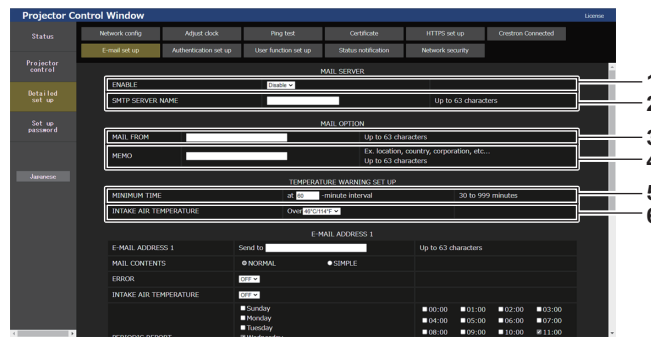 Projector Control Window
License
Status
Network config
Adjust clock
Ping test
Certificate
HTTPS set up
Crestron Connected
E-mail set up
Authentication set up
User function set up
Status notification
Network security
Projector control
Detailed set up
Set up password
Japanese
MAIL SERVER
ENABLE
Disable
1
SMTP SERVER NAME
Up to 63 characters
2
MAIL OPTION
MAIL FROM
Up to 63 characters
3
MEMO
Ex. location, country, corporation, etc...
Up to 63 characters
4
TEMPERATURE WARNING SET UP
MINIMUM TIME
at 60 -minute interval
30 to 999 minutes
5
INTAKE AIR TEMPERATURE
Over 46°C/114°F
6
E-MAIL ADDRESS 1
E-MAIL ADDRESS 1
Send to
Up to 63 characters
MAIL CONTENTS
NORMAL
SIMPLE
ERROR
OFF
INTAKE AIR TEMPERATURE
OFF
Sunday
00:00 01:00 02:00 03:00
Monday
04:00 05:00 06:00 07:00
Tuesday
08:00 09:00 10:00 11:00
PERIODIC REPORT
Wednesday